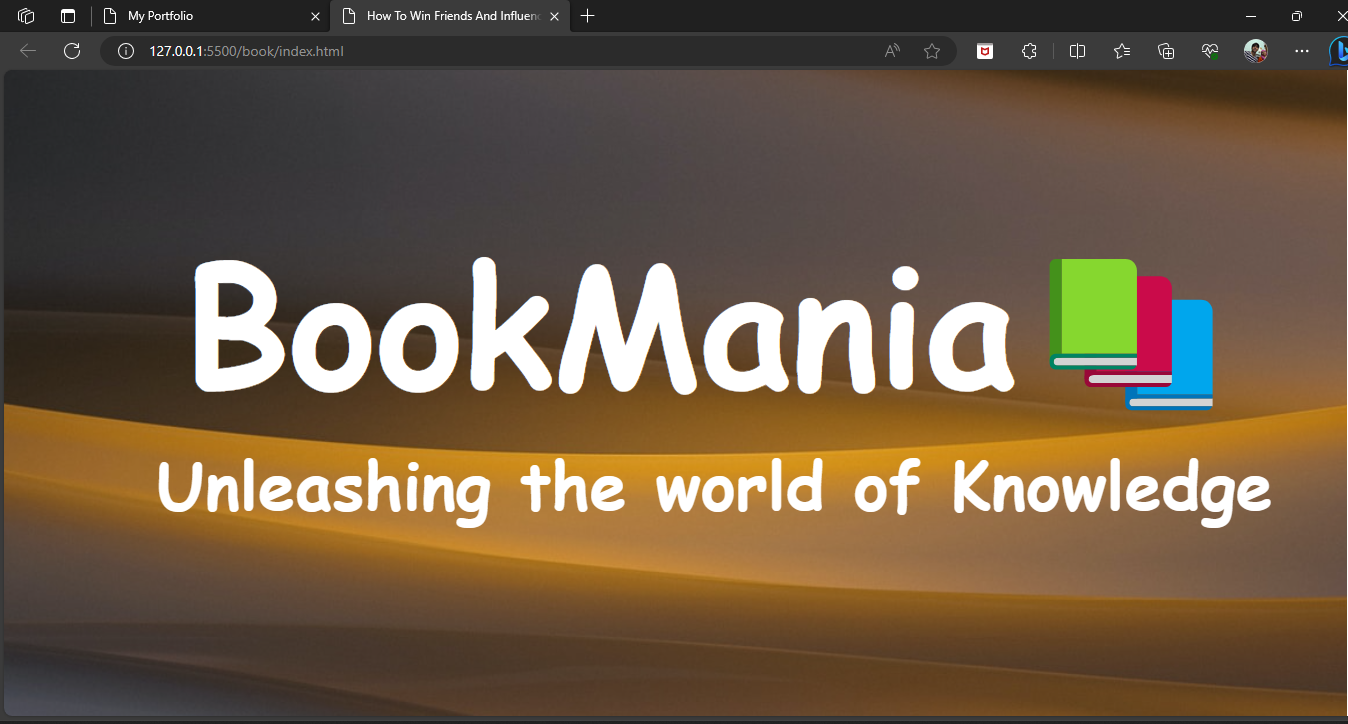 My Portfolio
How To Win Friends And Influen
127.0.0.1:5500/book/index.html
BookMania
Unleashing the world of Knowledge